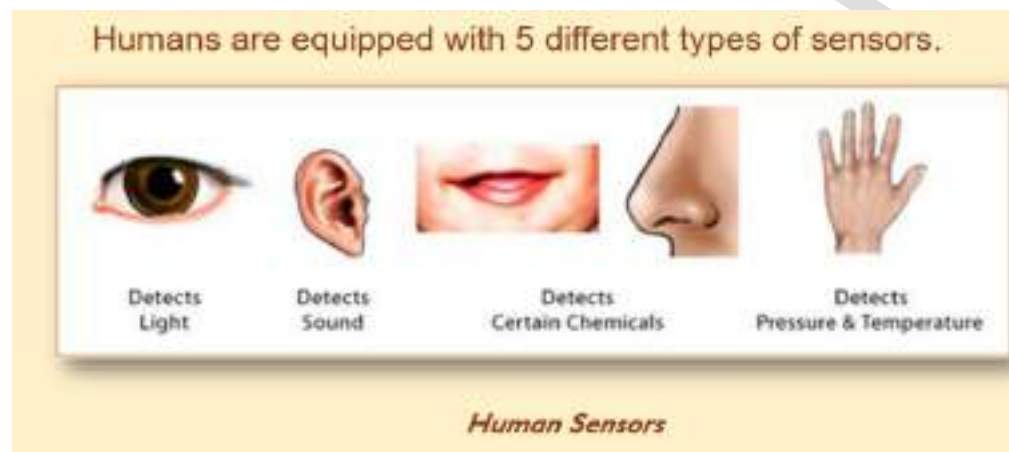 Humans are equipped with 5 different types of sensors.
Detects
Light
Detects
Sound
Detects
Certain Chemicals
Detects
Pressure & Temperature
Human Sensors